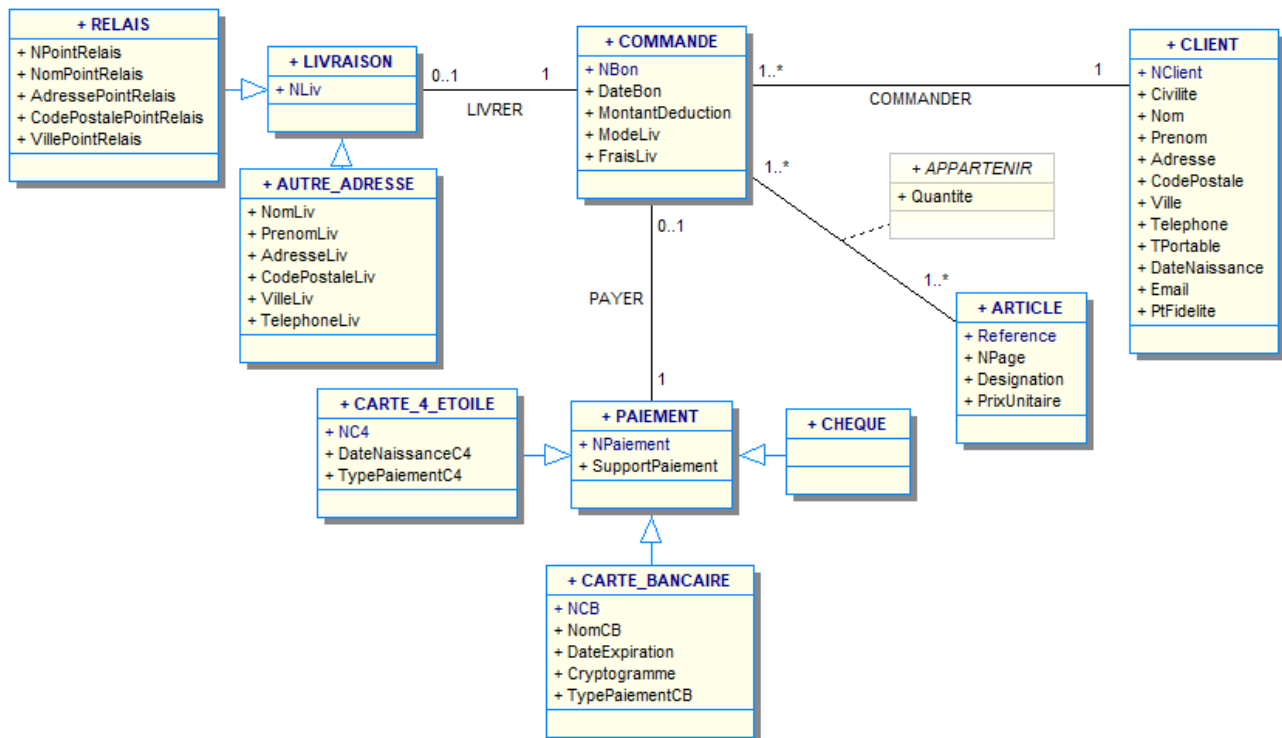 + RELAIS
+ NPointRelais
+ NomPointRelais
+ AdressePointRelais
+ CodePostalePointRelais
+ VillePointRelais
+ LIVRAISON
+ NLiv
0..1
1
LIVRER
+ AUTRE_ADRESSE
+ NomLiv
+ PrenomLiv
+ AdresseLiv
+ CodePostaleLiv
+ VilleLiv
+ TelephoneLiv
+ COMMANDE
+ NBon
+ DateBon
+ MontantDeduction
+ ModeLiv
+ FraisLiv
1..*
1
COMMANDER
+ CLIENT
+ NClient
+ Civilite
+ Nom
+ Prenom
+ Adresse
+ CodePostale
+ Ville
+ Telephone
+ TPortable
+ DateNaissance
+ Email
+ PtFidelite
1..*
+ APPARTENIR
+ Quantite
1..*
+ ARTICLE
+ Reference
+ NPage
+ Designation
+ PrixUnitaire
0..1
PAYER
1
+ CARTE_4_ETOILE
+ NC4
+ DateNaissanceC4
+ TypePaiementC4
+ PAIEMENT
+ NPaiement
+ SupportPaiement
+ CHEQUE
+ CARTE_BANCAIRE
+ NCB
+ NomCB
+ DateExpiration
+ Cryptogramme
+ TypePaiementCB